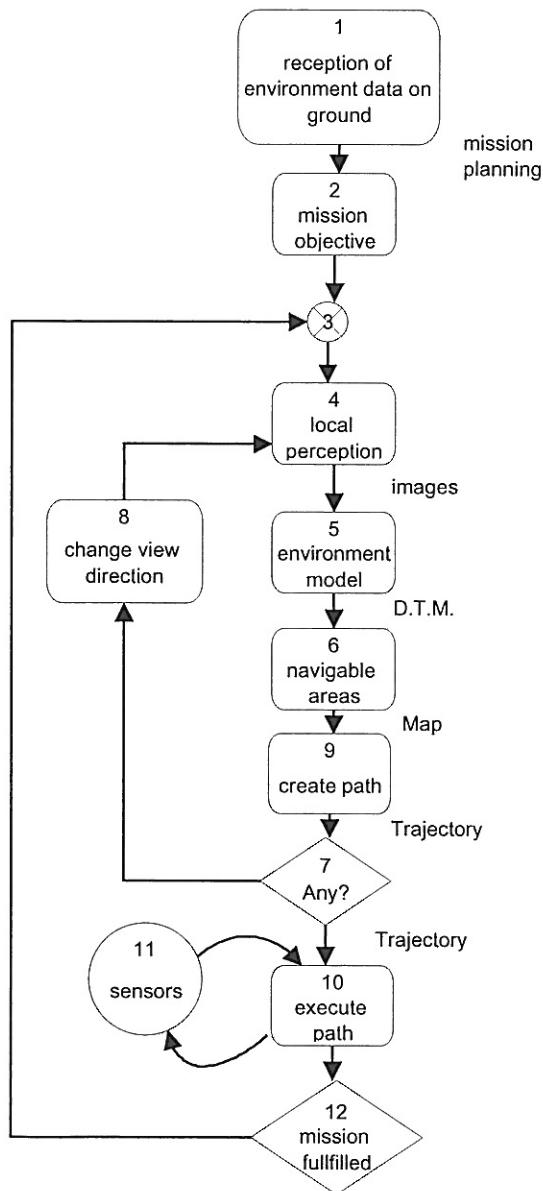 1
reception of
environment data on
ground
mission
planning
2
mission
objective
3
4
local
perception
images
8
change view
direction
5
environment
model
D.T.M.
6
navigable
areas
Map
9
create path
Trajectory
7
Any?
Trajectory
11
sensors
10
execute
path
12
mission
fullfilled